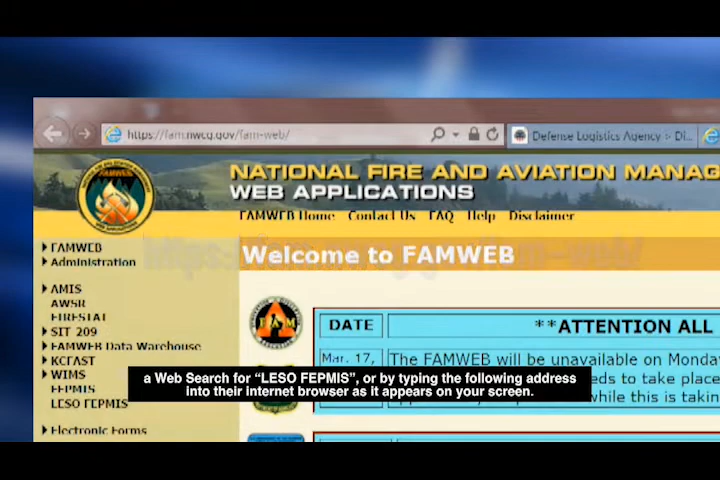 https://fam.nwcg.gov/fam-web/
Defense Logistics Agency > Di...
FAMWEB
NATIONAL FIRE AND AVIATION MANAG
WEB APPLICATIONS
FAMWEB Home Contact Us FAQ Help Disclaimer
FAMWEB
Administration
AMIS
AWSR
FIRESTAT
SIT 209
FAMWEB Data Warehouse
KCFAST
WIMS
FEPMIS
LESO FEPMIS
Electronic Forms
Welcome to FAMWEB
FAM
DATE
**ATTENTION ALL
Mar. 17,
The FAMWEB will be unavailable on Monda
eds to take place
while this is takin
a Web Search for “LESO FEPMIS”, or by typing the following address
into their internet browser as it appears on your screen.